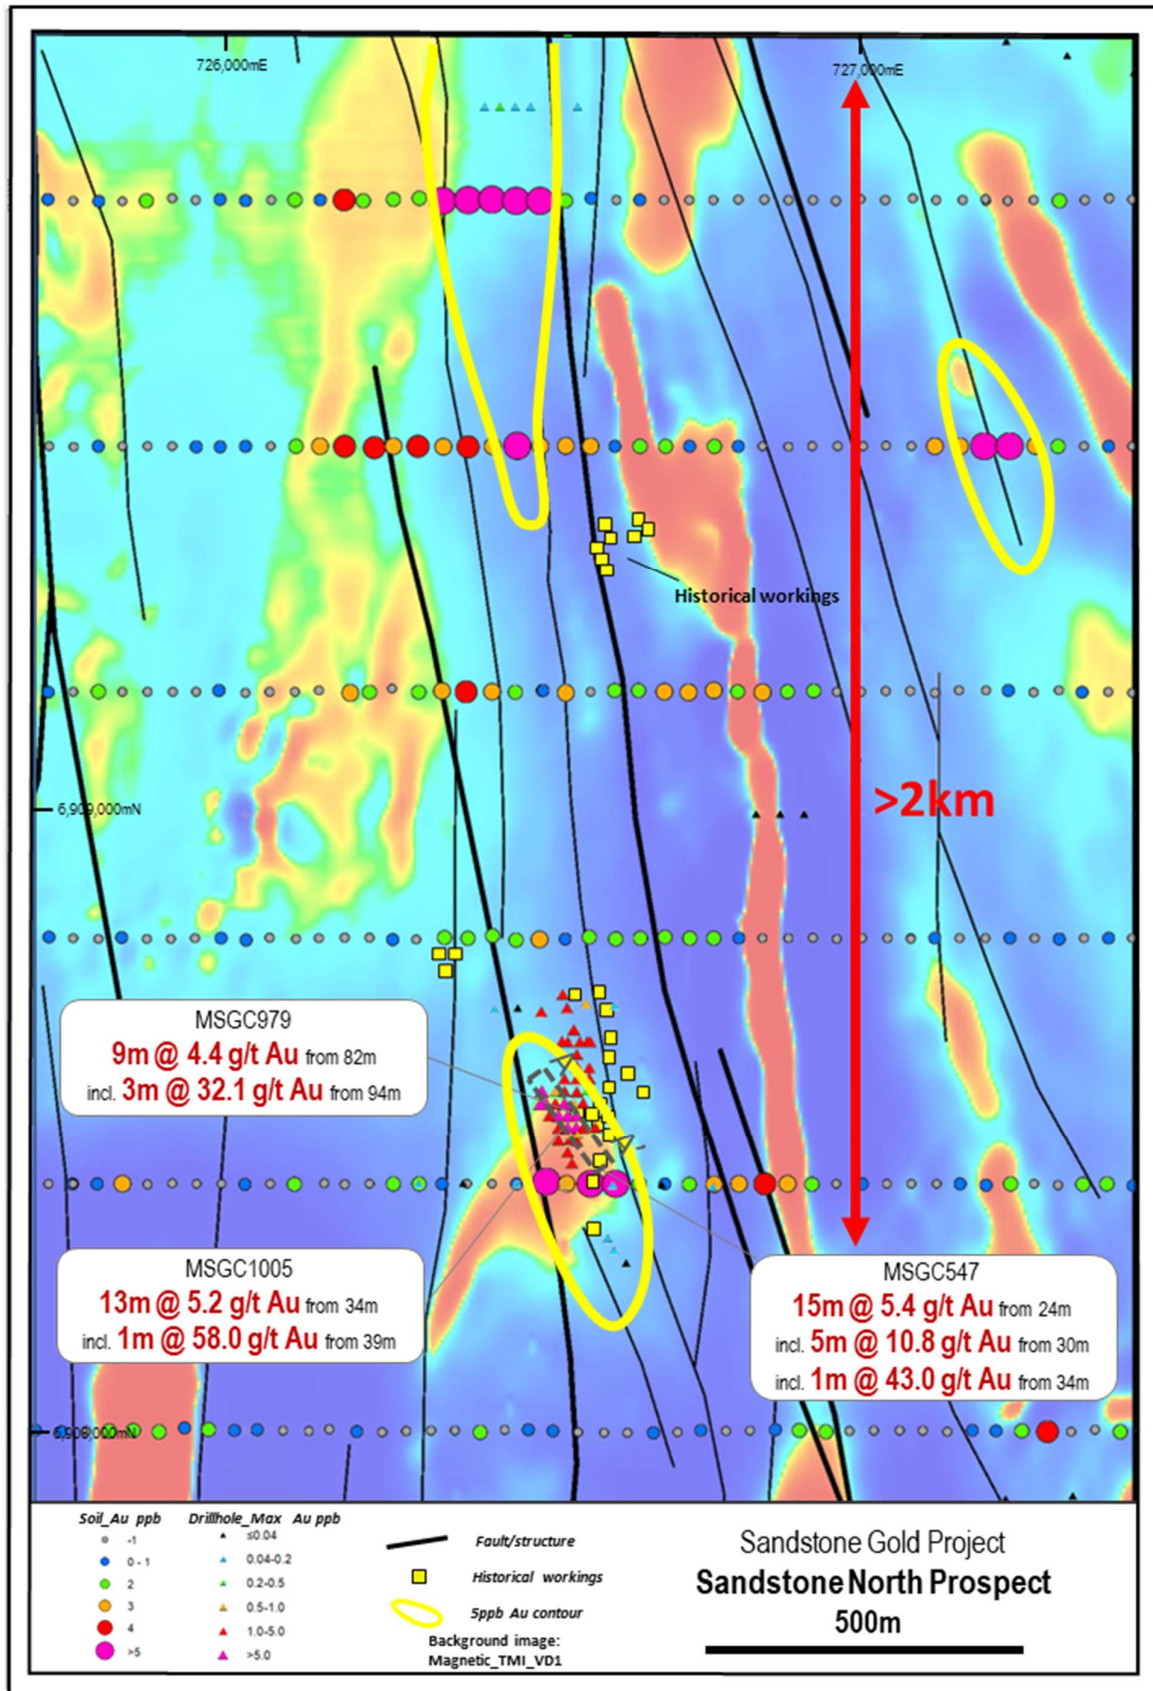 726,000mE
727,000mE
Historical workings
>2km
6,909,000mN
MSGC979
9m @ 4.4 g/t Au from 82m
incl. 3m @ 32.1 g/t Au from 94m
MSGC1005
13m @ 5.2 g/t Au from 34m
incl. 1m @ 58.0 g/t Au from 39m
MSGC547
15m @ 5.4 g/t Au from 24m
incl. 5m @ 10.8 g/t Au from 30m
incl. 1m @ 43.0 g/t Au from 34m
6,908,000mN
Soil_Au ppb
-1
0 - 1
2
3
4
>5
Drillhole_Max Au ppb
≤0.04
0.04-0.2
0.2-0.5
0.5-1.0
1.0-5.0
>5.0
Fault/structure
Historical workings
5ppb Au contour
Background image:
Magnetic_TMI_VD1
Sandstone Gold Project
Sandstone North Prospect
500m